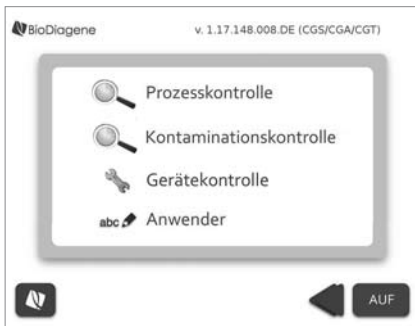 BioDiagene
v. 1.17.148.008.DE (CGS/CGA/CGT)
Prozesskontrolle
Kontaminationskontrolle
Gerätekontrolle
abc Anwender
AUF